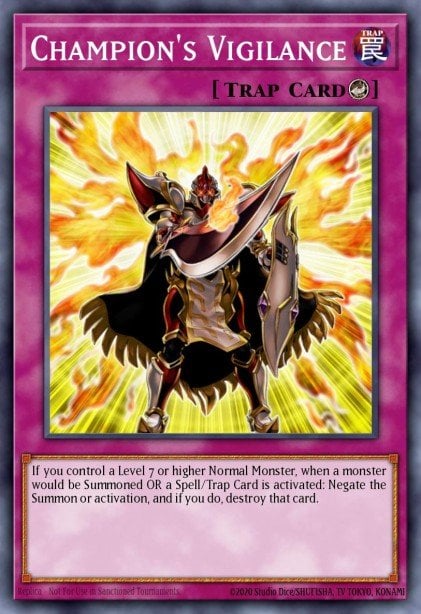 CHAMPION'S VIGILANCE
TRAP
罠
[TRAP CARD]
If you control a Level 7 or higher Normal Monster, when a monster
would be Summoned OR a Spell/Trap Card is activated: Negate the
Summon or activation, and if you do, destroy that card.
Replica - Not For Use in Sanctioned Tournaments
©2020 Studio Dice/SHUEISHA, TV TOKYO, KONAMI